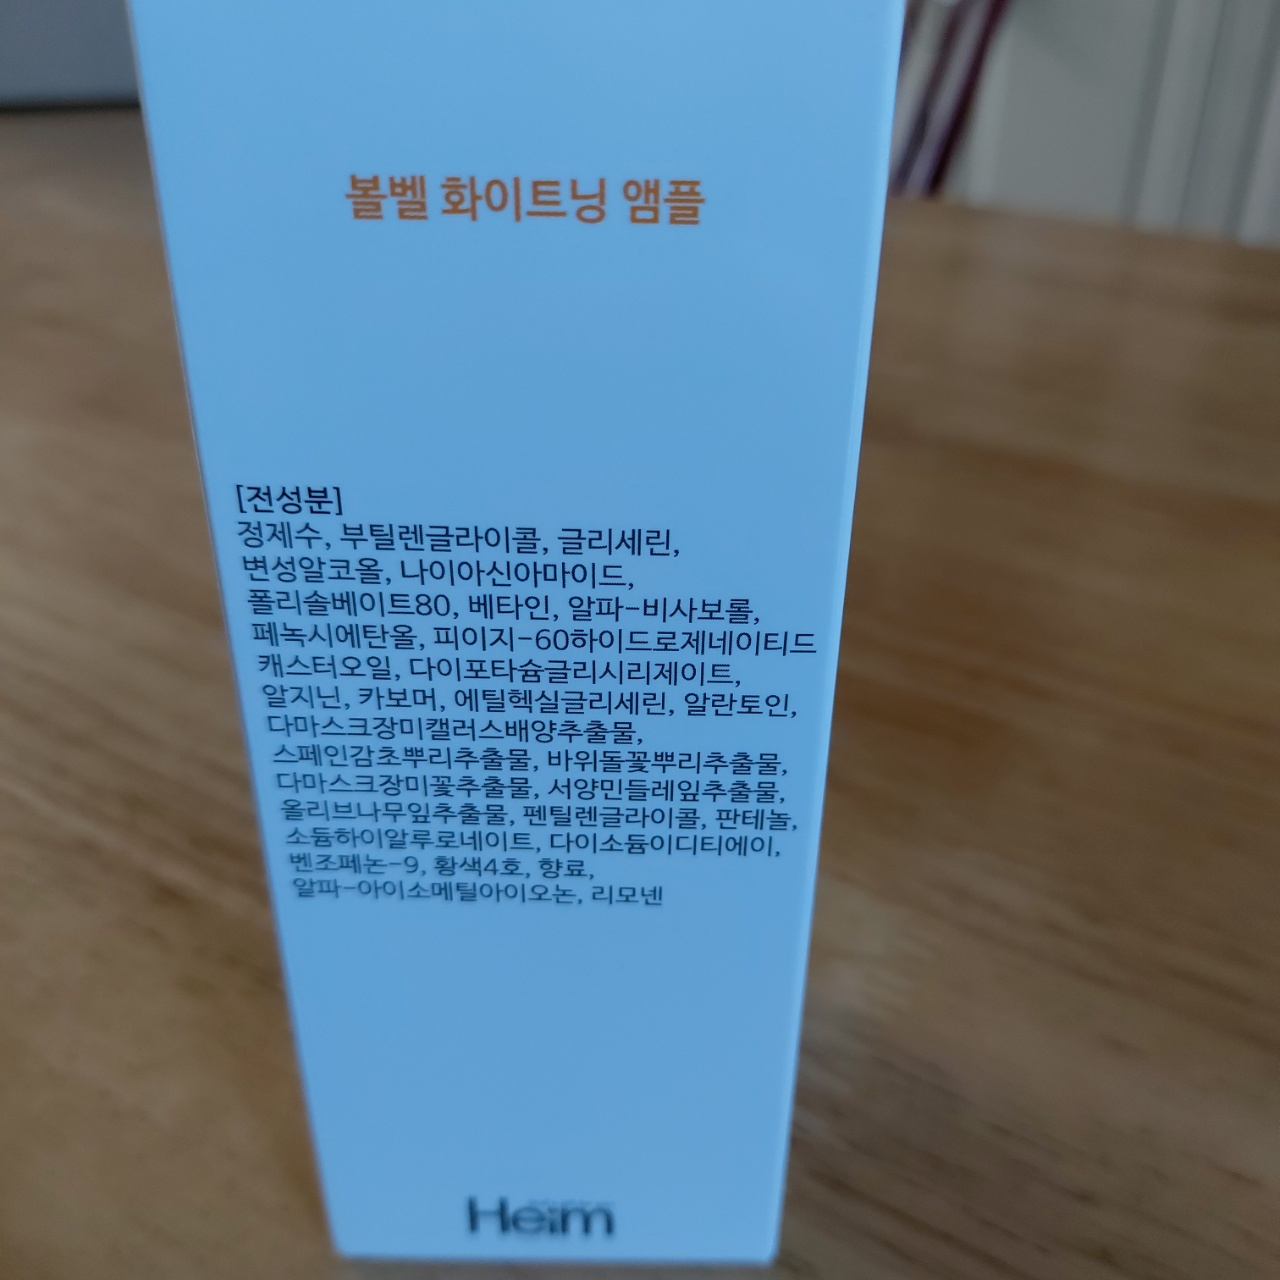 볼벨 화이트닝 앰플
[전성분]
정제수, 부틸렌글라이콜, 글리세린,
변성알코올, 나이아신아마이드,
폴리솔베이트80, 베타인, 알파-비사보롤,
페녹시에탄올, 피이지-60하이드로제네이티드
캐스터오일, 다이포타슘글리시리제이트,
알지닌, 카보머, 에틸헥실글리세린, 알란토인,
다마스크장미캘러스배양추출물,
스페인감초뿌리추출물, 바위돌꽃뿌리추출물,
다마스크장미꽃추출물, 서양민들레잎추출물,
올리브나무잎추출물, 펜틸렌글라이콜, 판테놀,
소듐하이알루로네이트, 다이소듐이디티에이,
벤조페논-9, 황색4호, 향료,
알파-아이소메틸아이오논, 리모넨
Heim